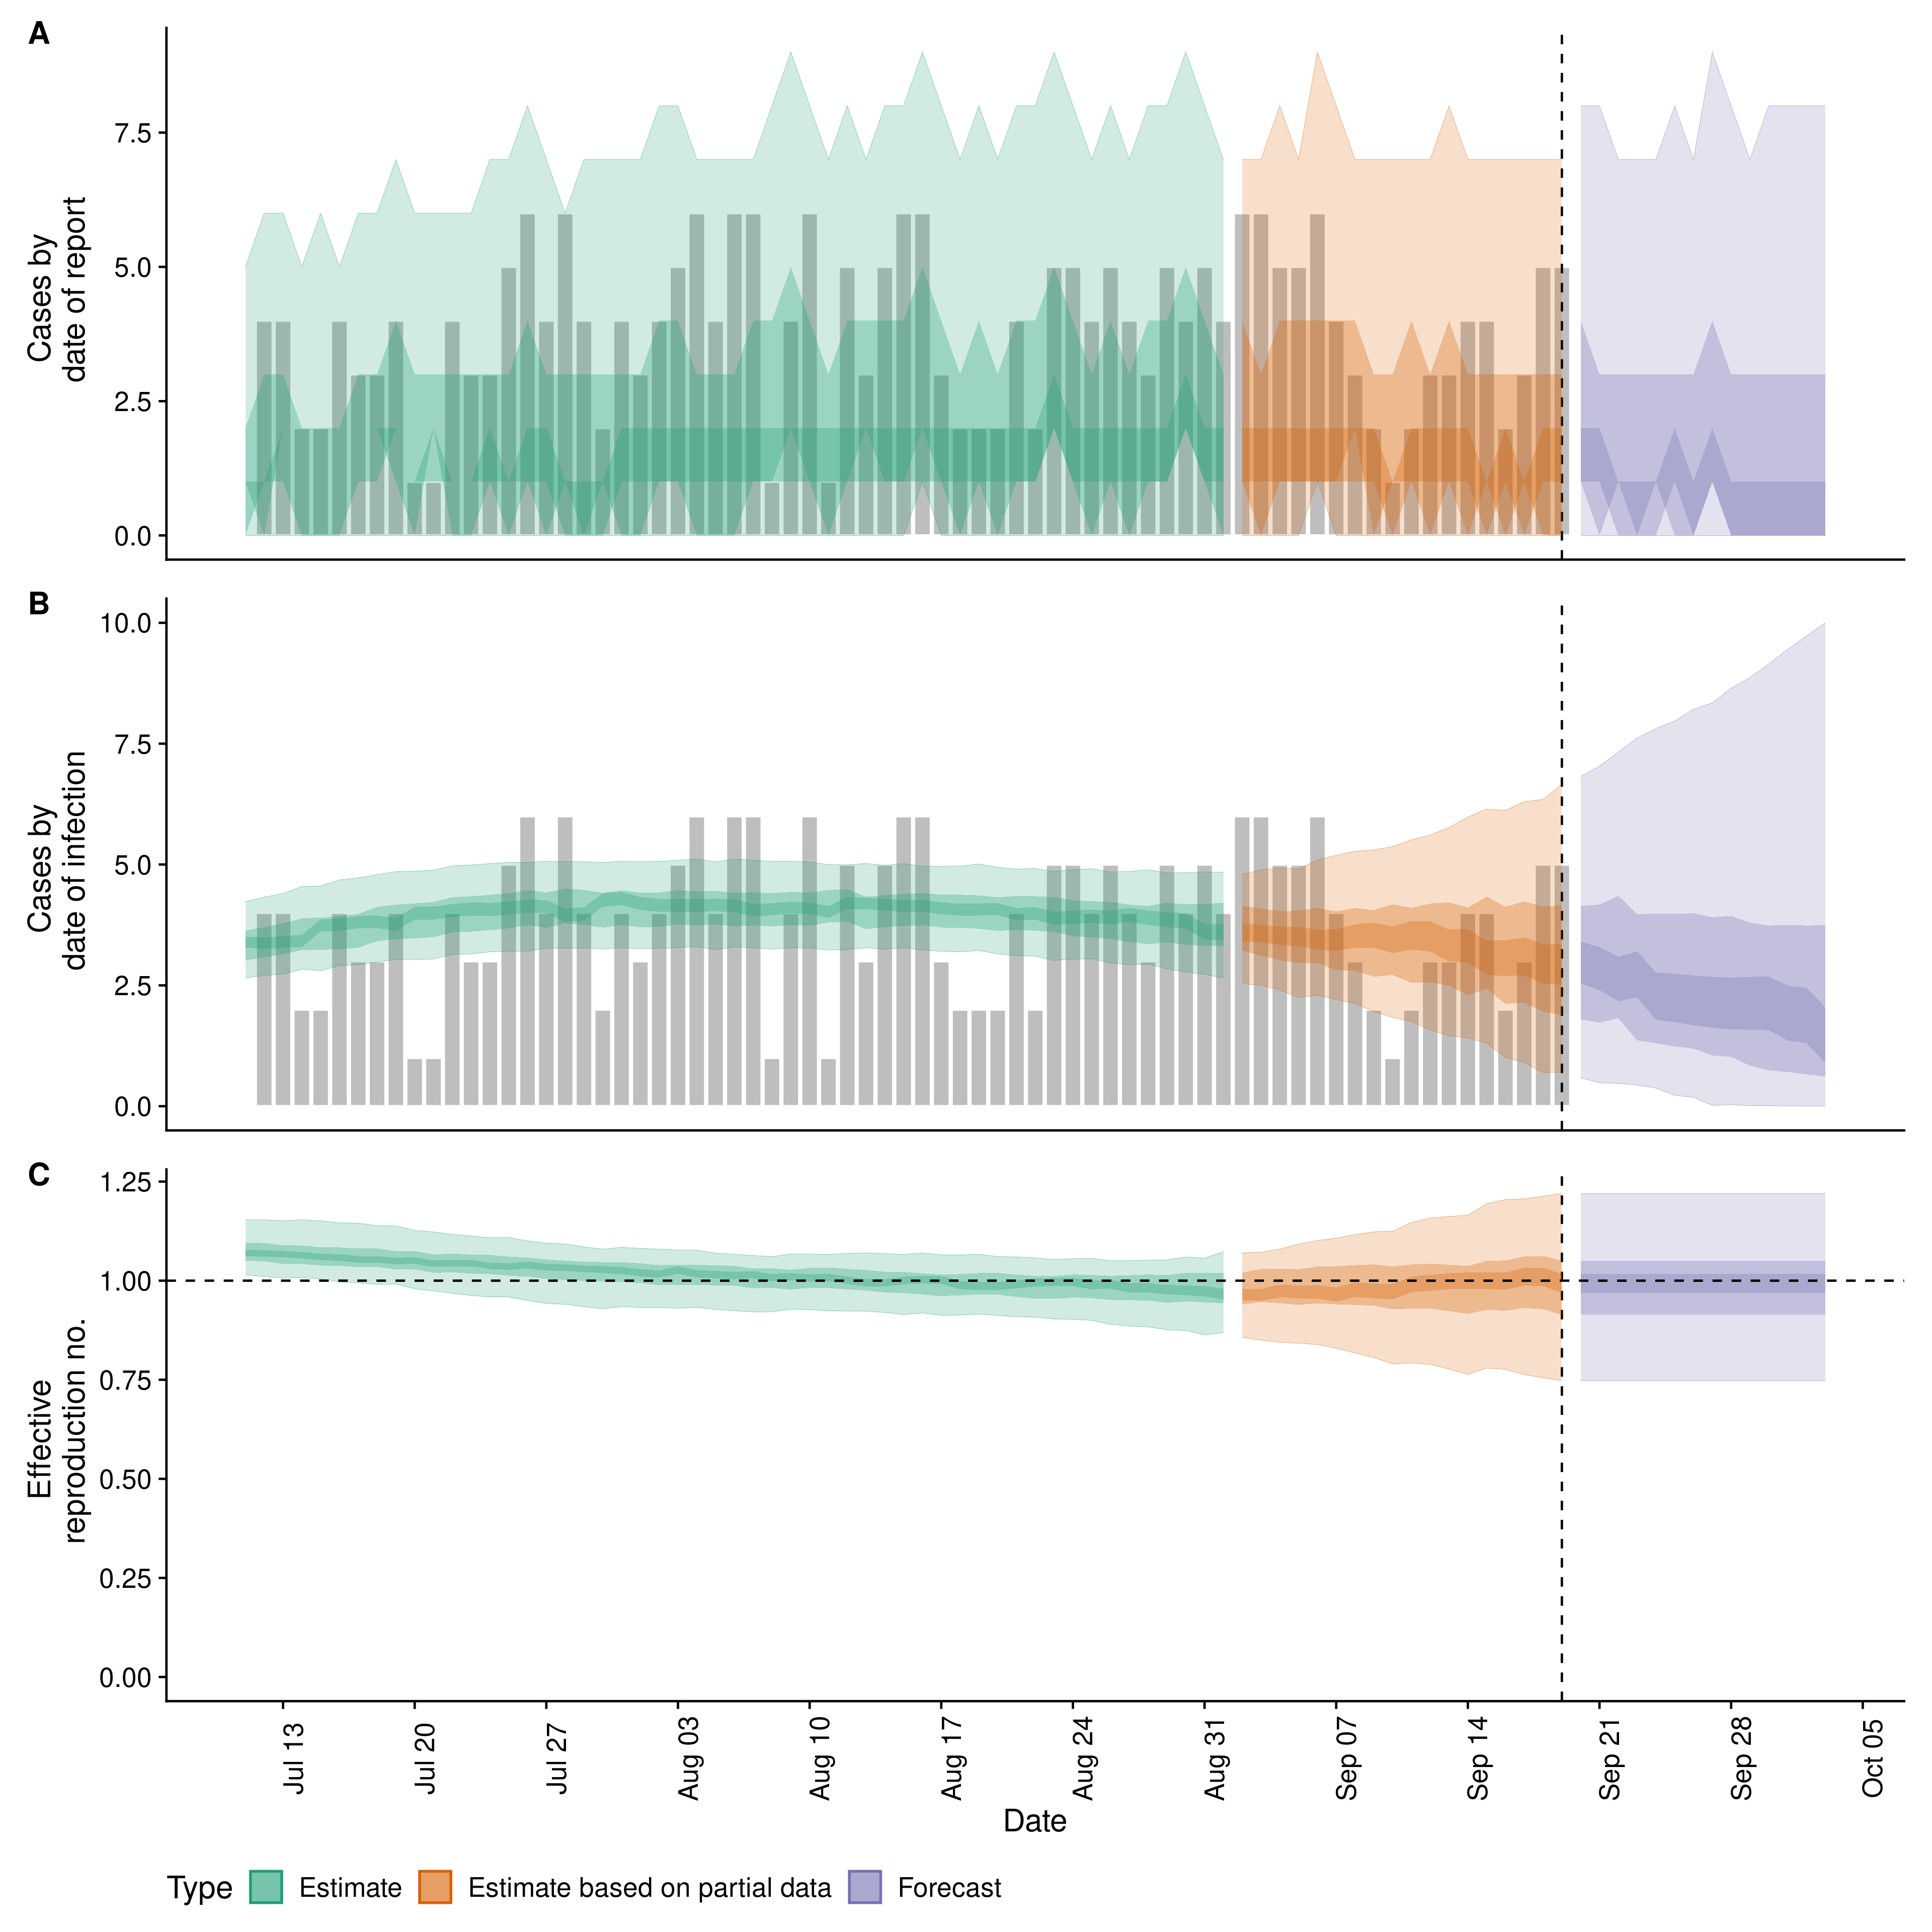 A
7.5
5.0
2.5
0.0
Cases by
date of report
B
10.0
7.5
5.0
2.5
0.0
Cases by
date of infection
C
1.25
1.00
0.75
0.50
0.25
0.00
Effective
reproduction no.
Jul 13
Jul 20
Jul 27
Aug 03
Aug 10
Aug 17
Aug 24
Aug 31
Sep 07
Sep 14
Sep 21
Sep 28
Oct 05
Date
Type Estimate Estimate based on partial data Forecast